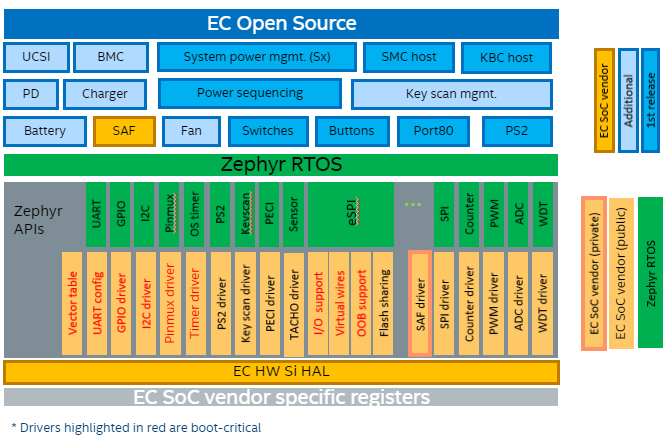 EC Open Source
UCSI
BMC
System power mgmt. (Sx)
SMC host
KBC host
PD
Charger
Power sequencing
Key scan mgmt.
Battery
SAF
Fan
Switches
Buttons
Port80
PS2
EC SoC vendor
Additional
1st release
Zephyr RTOS
Zephyr
APIs
UART
GPIO
I2C
Pinmux
OS timer
PS2
Keyscan
PECI
Sensor
eSPI
...
SPI
Counter
PWM
ADC
WDT
Vector table
UART config
GPIO driver
I2C driver
Pinmux driver
Timer driver
PS2 driver
Key scan driver
PECI driver
TACHO driver
I/O support
Virtual wires
OOB support
Flash sharing
SAF driver
SPI driver
Counter driver
PWM driver
ADC driver
WDT driver
EC SoC vendor (private)
EC SoC vendor (public)
Zephyr RTOS
EC HW Si HAL
EC SoC vendor specific registers
* Drivers highlighted in red are boot-critical